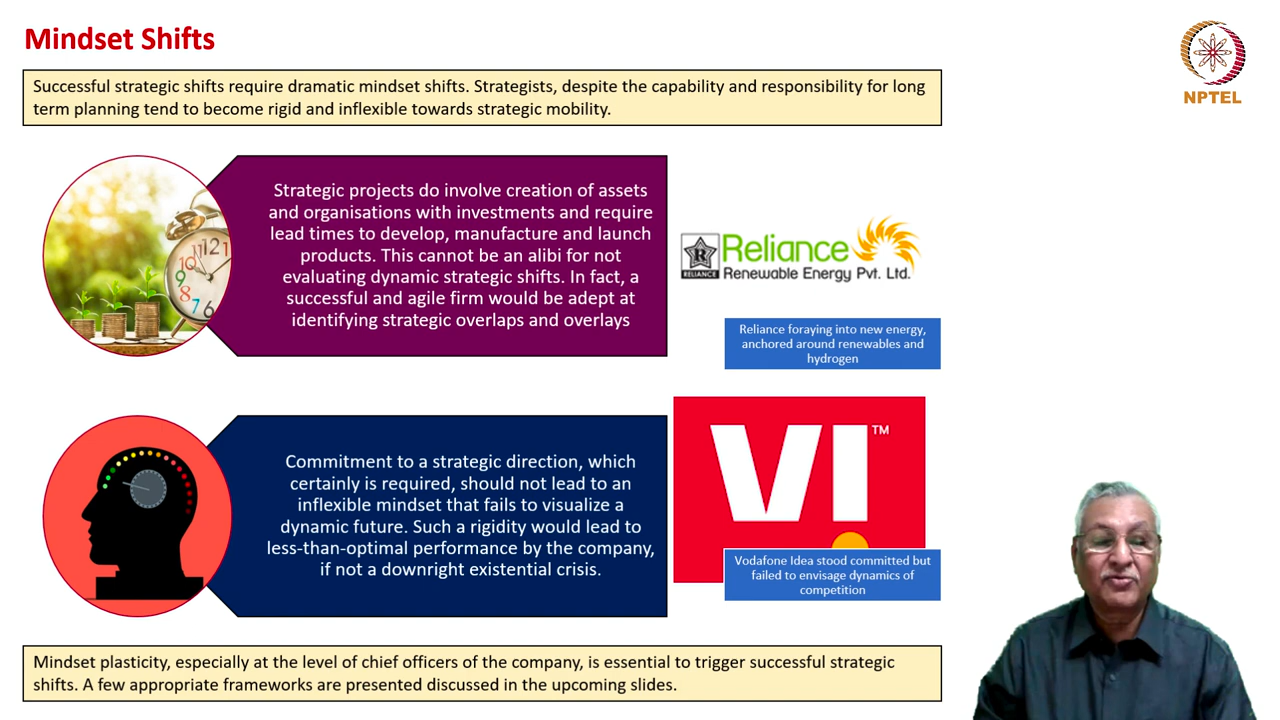 Mindset Shifts
NPTEL
Successful strategic shifts require dramatic mindset shifts. Strategists, despite the capability and responsibility for long
term planning tend to become rigid and inflexible towards strategic mobility.
Strategic projects do involve creation of assets
and organisations with investments and require
lead times to develop, manufacture and launch
products. This cannot be an alibi for not
evaluating dynamic strategic shifts. In fact, a
successful and agile firm would be adept at
identifying strategic overlaps and overlays
R
RELIANCE
Reliance
Renewable Energy Pvt. Ltd.
Reliance foraying into new energy,
anchored around renewables and
hydrogen
Commitment to a strategic direction, which
certainly is required, should not lead to an
inflexible mindset that fails to visualize a
dynamic future. Such a rigidity would lead to
less-than-optimal performance by the company,
if not a downright existential crisis.
VI™
Vodafone Idea stood committed but
failed to envisage dynamics of
competition
Mindset plasticity, especially at the level of chief officers of the company, is essential to trigger successful strategic
shifts. A few appropriate frameworks are presented discussed in the upcoming slides.